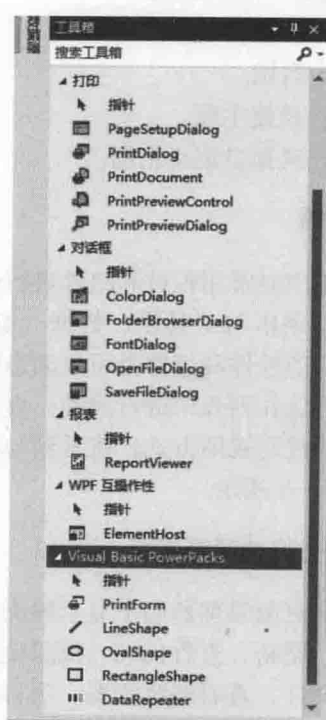 工具箱
搜索工具箱
打印
指针
PageSetupDialog
PrintDialog
PrintDocument
PrintPreviewControl
PrintPreviewDialog
对话框
指针
ColorDialog
FolderBrowserDialog
FontDialog
OpenFileDialog
SaveFileDialog
报表
指针
ReportViewer
WPF 互操作性
指针
ElementHost
Visual Basic PowerPacks
指针
PrintForm
LineShape
OvalShape
RectangleShape
DataRepeater